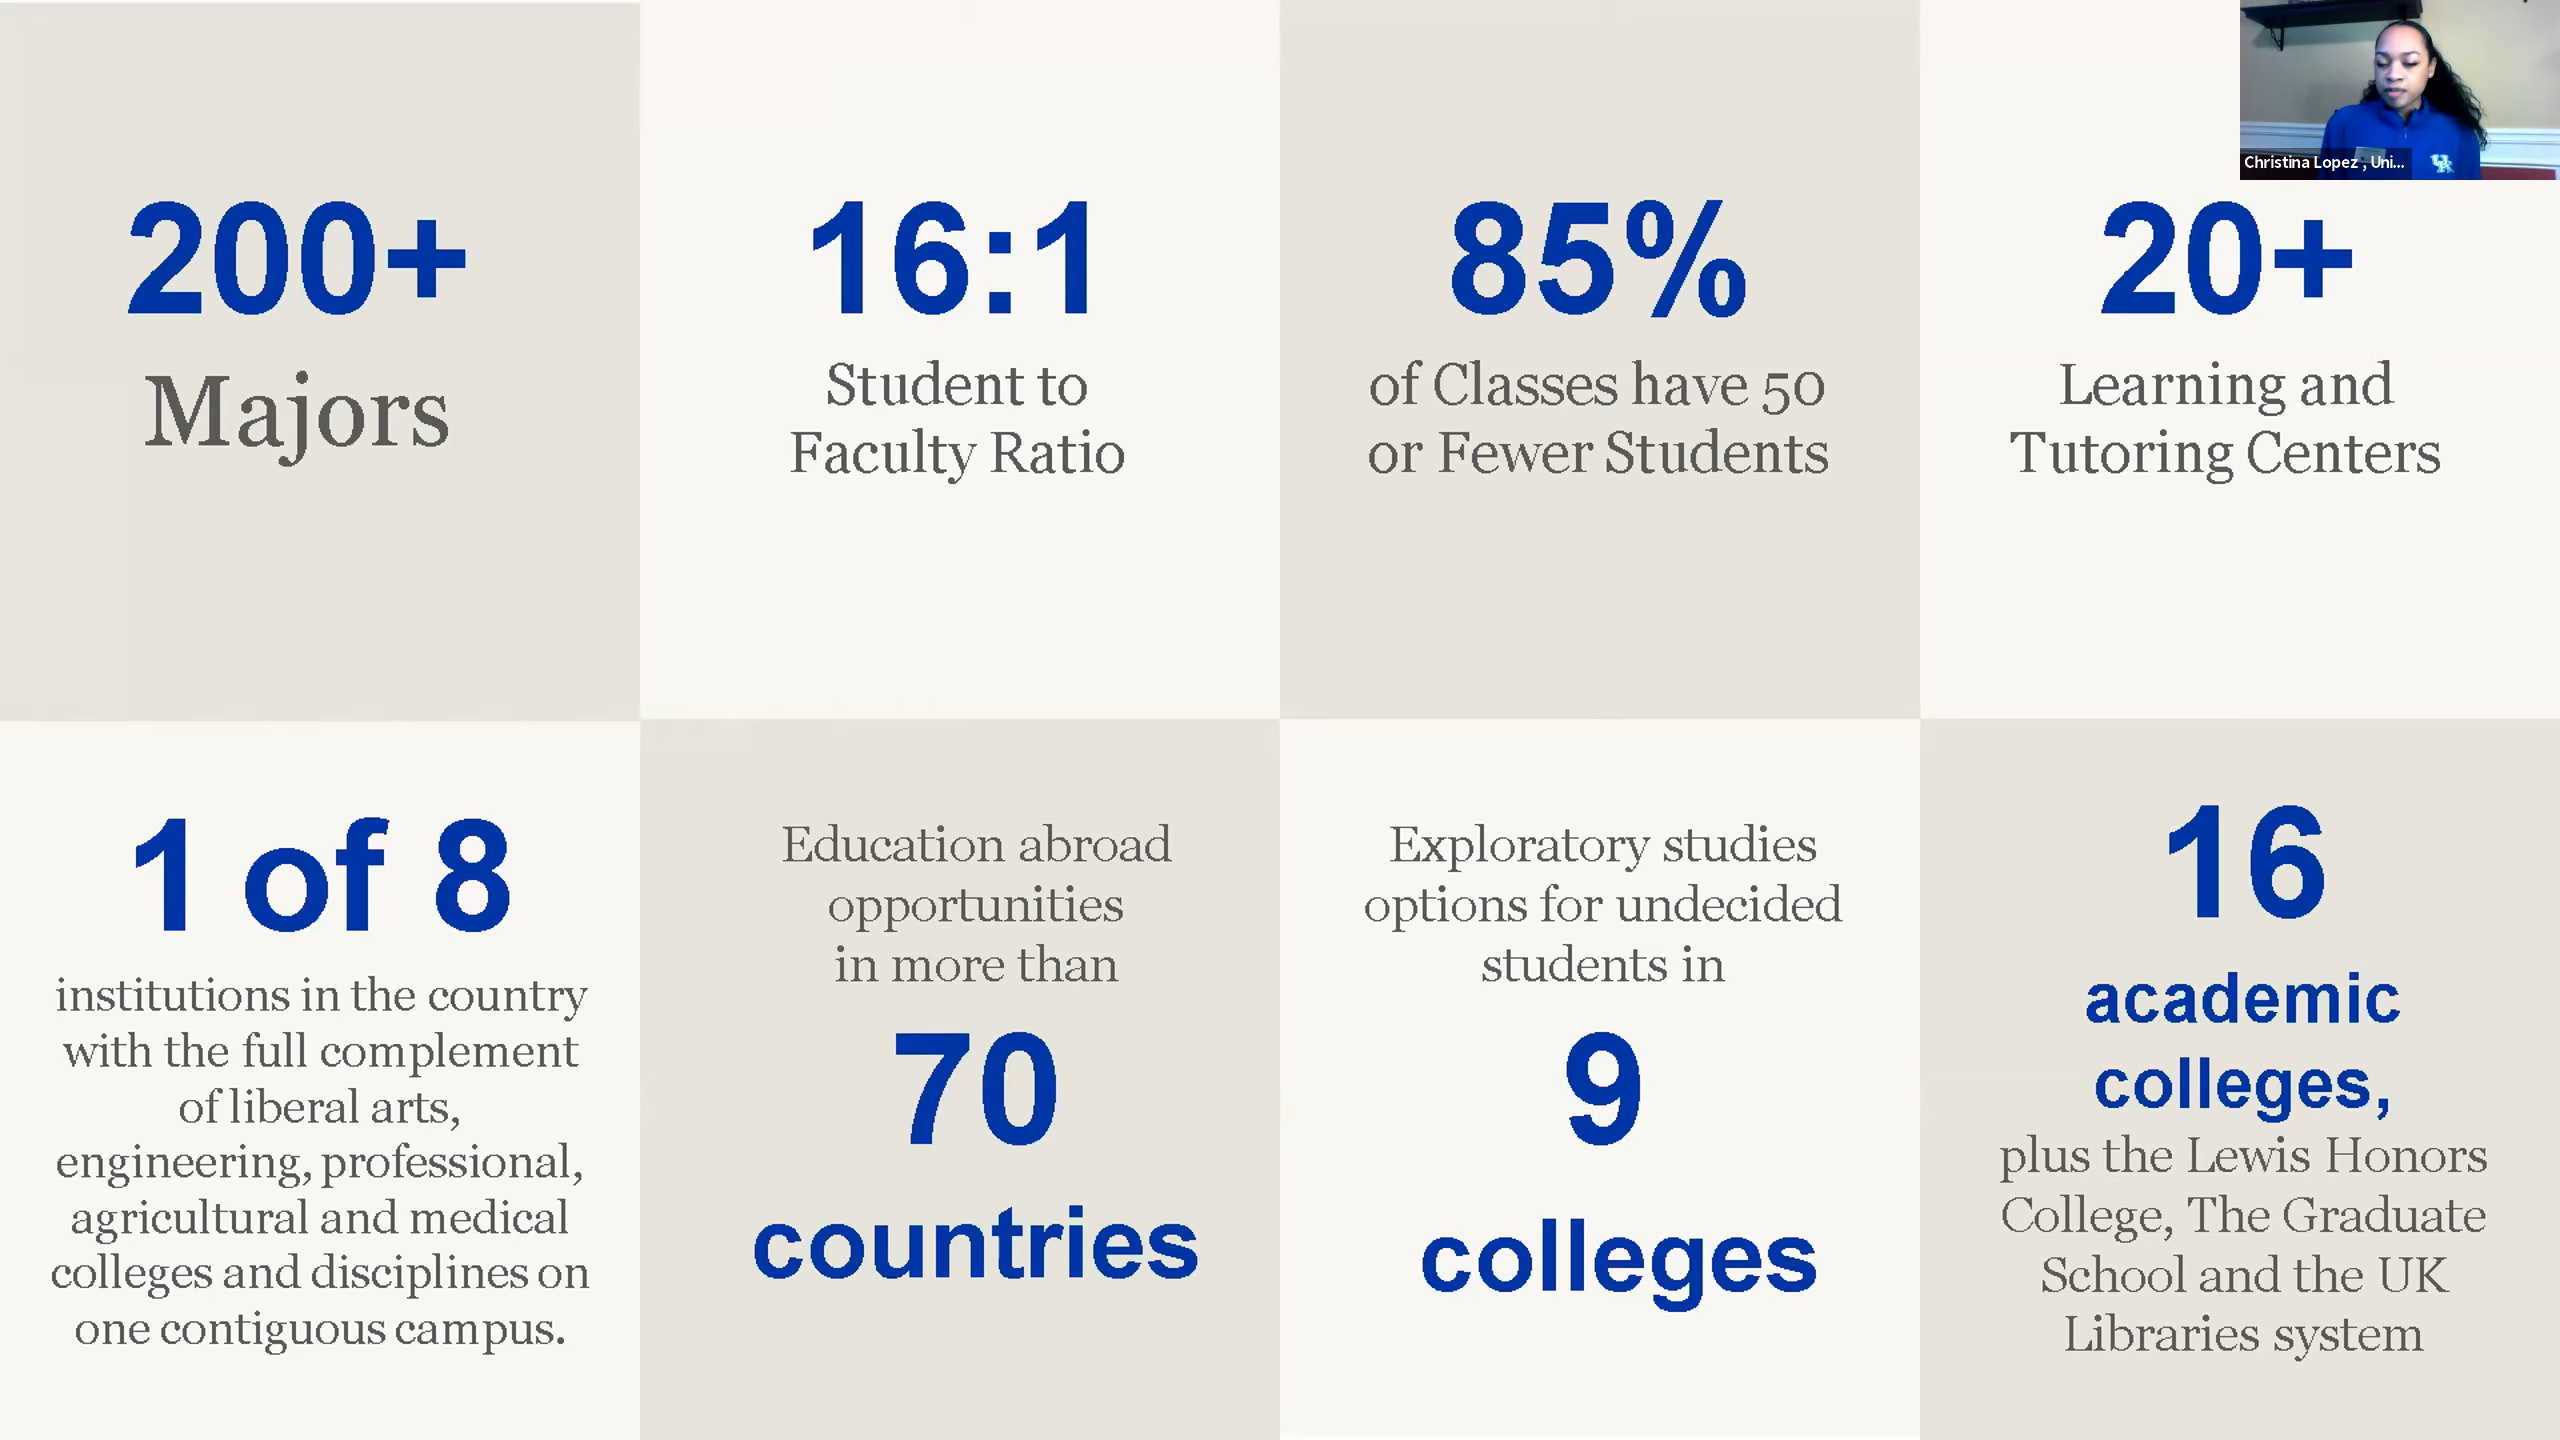 200+
Majors
16:1
Student to
Faculty Ratio
85%
of Classes have 50
or Fewer Students
20+
Learning and
Tutoring Centers
Christina Lopez , Uni...
UK
1 of 8
institutions in the country
with the full complement
of liberal arts,
engineering, professional,
agricultural and medical
colleges and disciplines on
one contiguous campus.
Education abroad
opportunities
in more than
70
countries
Exploratory studies
options for undecided
students in
9
colleges
16
academic
colleges,
plus the Lewis Honors
College, The Graduate
School and the UK
Libraries system